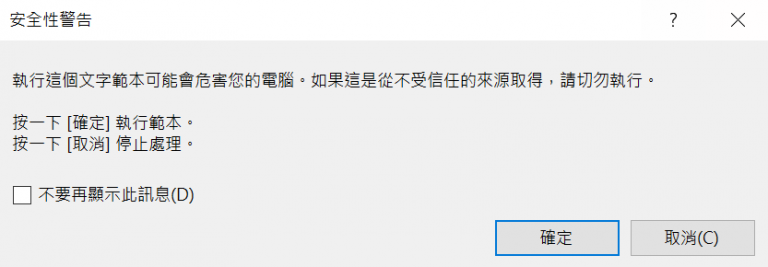 安全性警告
?
執行這個文字範本可能會危害您的電腦。如果這是從不受信任的來源取得，請切勿執行。
按一下 [確定] 執行範本。
按一下 [取消] 停止處理。
不要再顯示此訊息(D)
確定
取消(C)